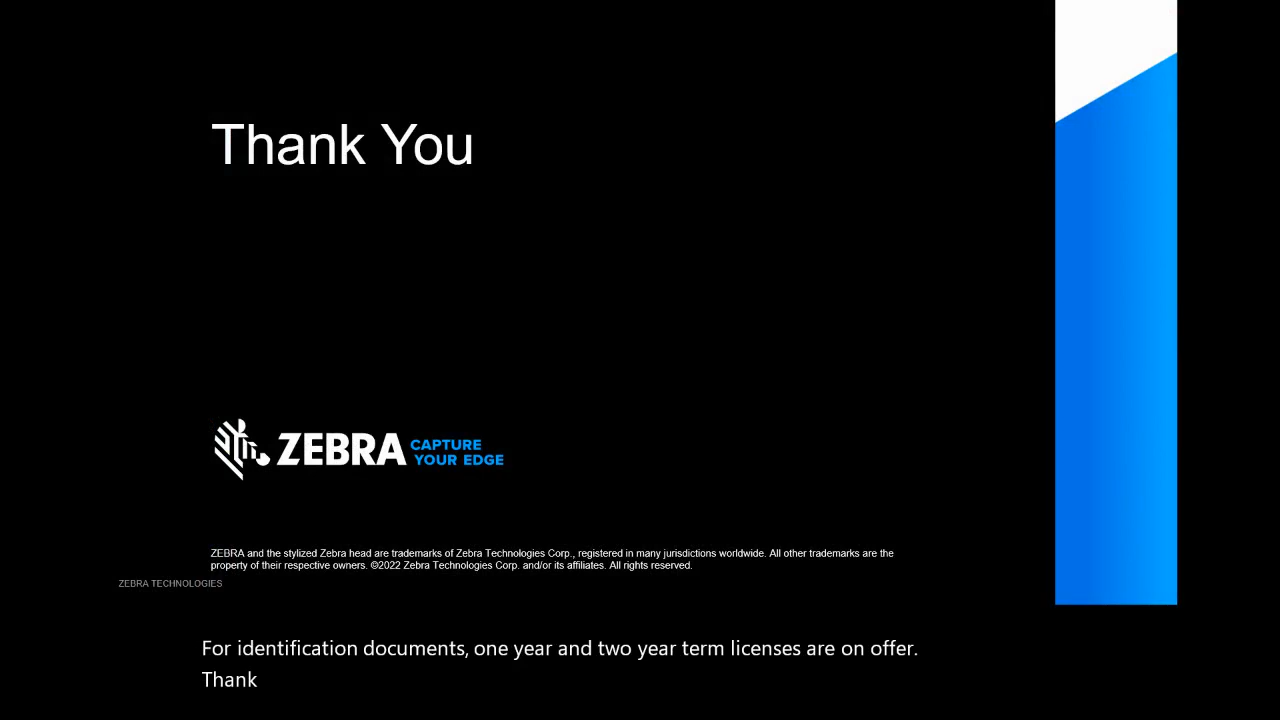 Thank You
ZEBRA CAPTURE
YOUR EDGE
ZEBRA and the stylized Zebra head are trademarks of Zebra Technologies Corp., registered in many jurisdictions worldwide. All other trademarks are the
property of their respective owners. ©2022 Zebra Technologies Corp. and/or its affiliates. All rights reserved.
ZEBRA TECHNOLOGIES
For identification documents, one year and two year term licenses are on offer.
Thank